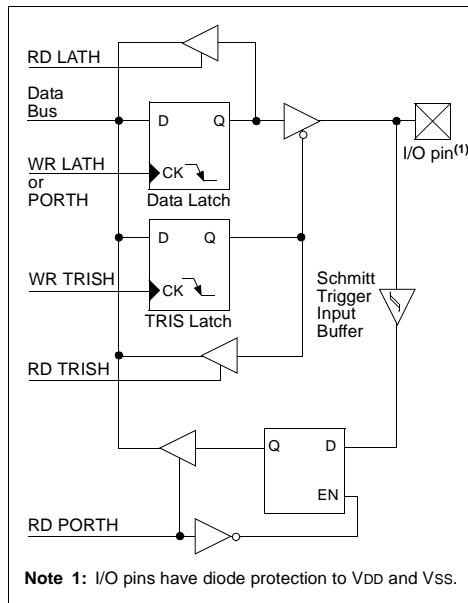 RD LATH
Data
Bus
D Q
I/O pin(1)
WR LATH
or
PORTH
CK
Data Latch
D Q
WR TRISH
CK
TRIS Latch
Schmitt
Trigger
Input
Buffer
RD TRISH
Q D
EN
RD PORTH
Note 1: I/O pins have diode protection to VDD and VSS.